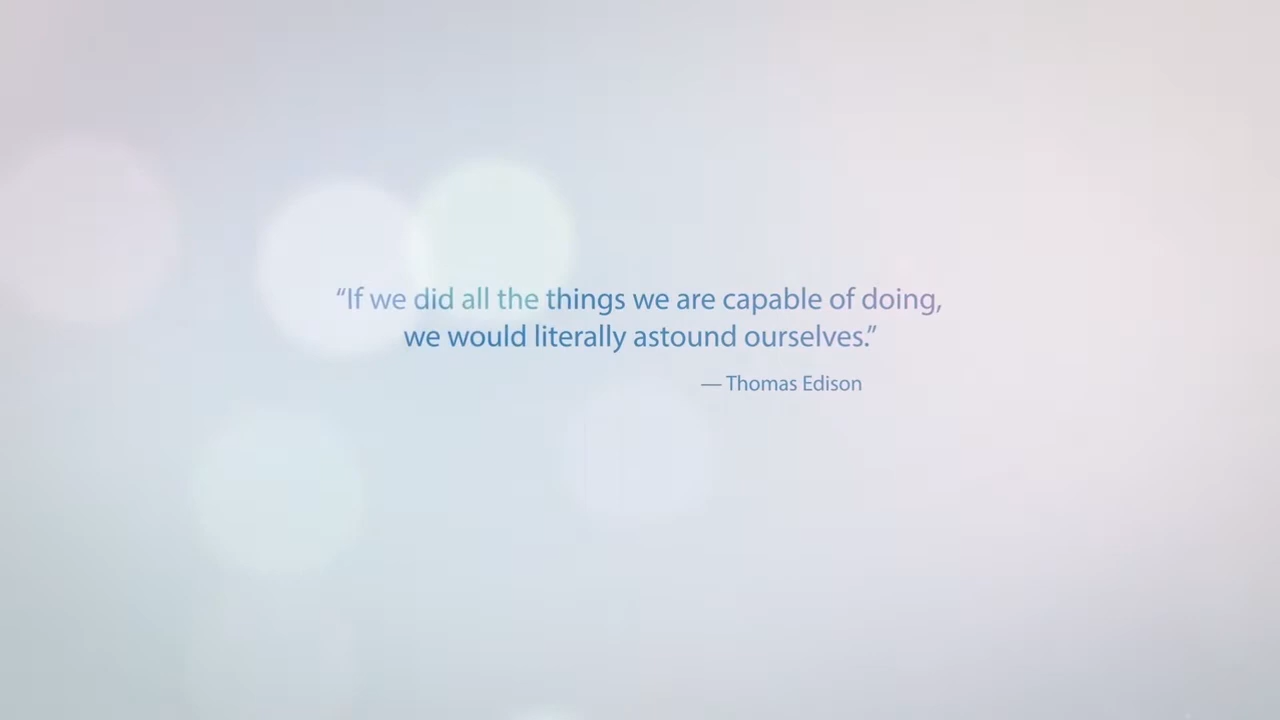 “If we did all the things we are capable of doing,
we would literally astound ourselves.”
— Thomas Edison